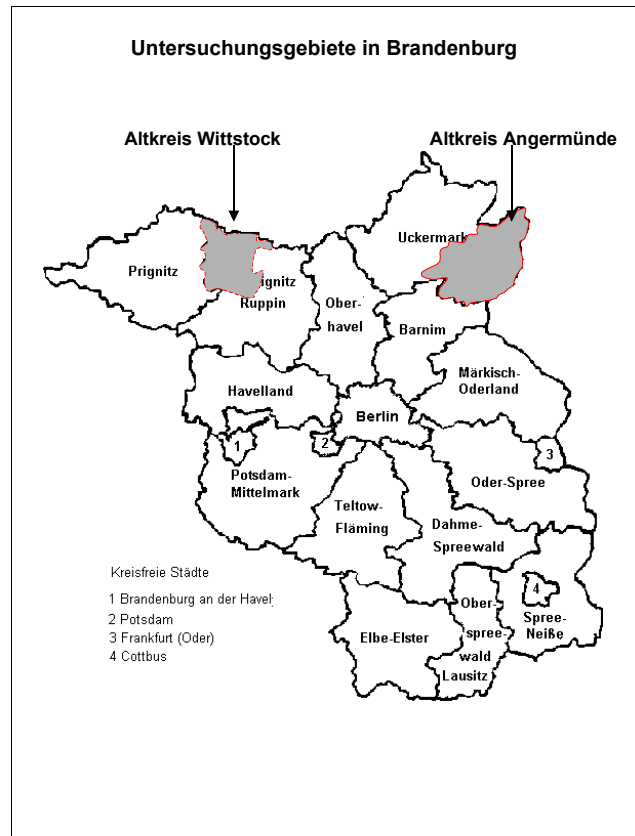 Untersuchungsgebiete in Brandenburg
Altkreis Wittstock
Altkreis Angermünde
Uckermark
Prignitz
ignitz
Ruppin
Ober-
havel
Barnim
Märkisch-
Oderland
Havelland
Berlin
1
2
3
Potsdam-
Mittelmark
Oder-Spree
Teltow-
Fläming
Dahme-
Spreewald
Kreisfreie Städte
1 Brandenburg an der Havel
2 Potsdam
3 Frankfurt (Oder)
4 Cottbus
4
Ober-
spree-
wald
Lausitz
Spree-
Neiße
Elbe-Elster